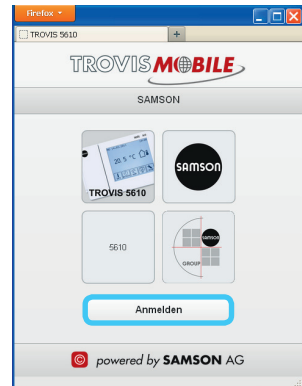 Firefox
TROVIS 5610
+
TROVIS MOBILE
SAMSON
20.5 °C
TROVIS 5610
SAMSON
5610
SAMSON
GROUP
Anmelden
© powered by SAMSON AG